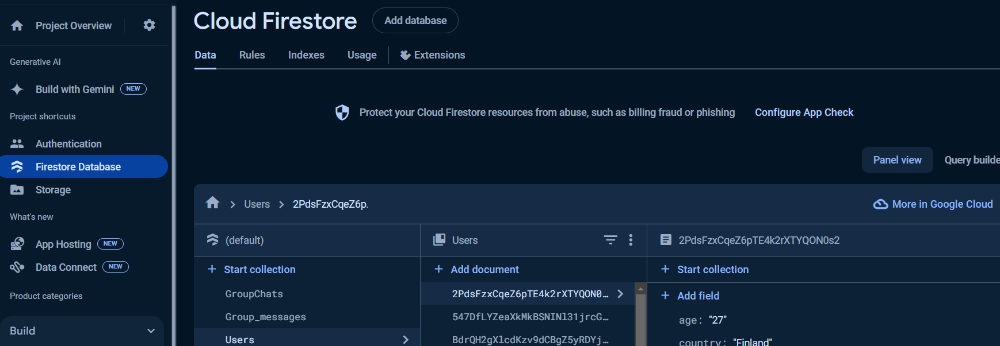 Project Overview
Generative AI
Build with Gemini NEW
Project shortcuts
Authentication
Firestore Database
Storage
What's new
App Hosting NEW
Data Connect NEW
Product categories
Build
Cloud Firestore Add database
Data Rules Indexes Usage Extensions
Protect your Cloud Firestore resources from abuse, such as billing fraud or phishing Configure App Check
Panel view Query builde
Users 2PdsFzxCqeZ6p. More in Google Cloud
(default)
Start collection
GroupChats
Group_messages
Users
Users
Add document
2PdsFzxCqeZ6pTE4k2rXTYQON0…
547DfLYZeaXkMkBSNINl31jrcG…
BdrQH2gXlcdKzv9dCBgZ5yRDYj…
2PdsFzxCqeZ6pTE4k2rXTYQON0s2
Start collection
Add field
age: "27"
country: "Finland"